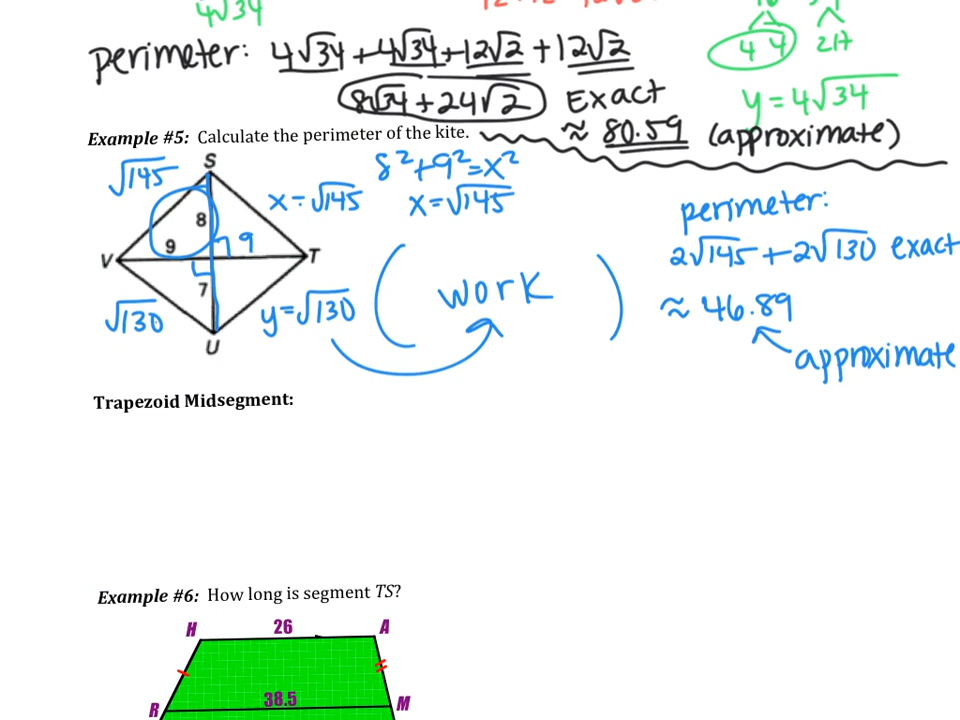 4√34
perimeter: 4√34 + 4√34 + 12√2 + 12√2
4 4 217
8√34 + 24√2 Exact
y = 4√34
≈ 80.59 (approximate)
Example #5: Calculate the perimeter of the kite.
√145
S
8² + 9² = x²
x = √145
x = √145
8
9
9
V
T
7
√130
y = √130
U
(work)
perimeter:
2√145 + 2√130 exact
≈ 46.89
approximate
Trapezoid Midsegment:
Example #6: How long is segment TS?
H 26 A
R 38.5 M